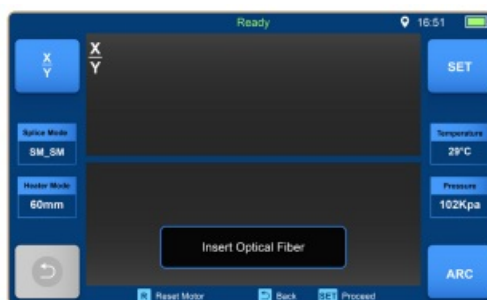 Ready
16:51
X
Y
X
Y
SET
Splice Mode
SM_SM
Temperature
29°C
Heater Mode
60mm
Pressure
102Kpa
Insert Optical Fiber
ARC
R Reset Motor
Back
SET Proceed